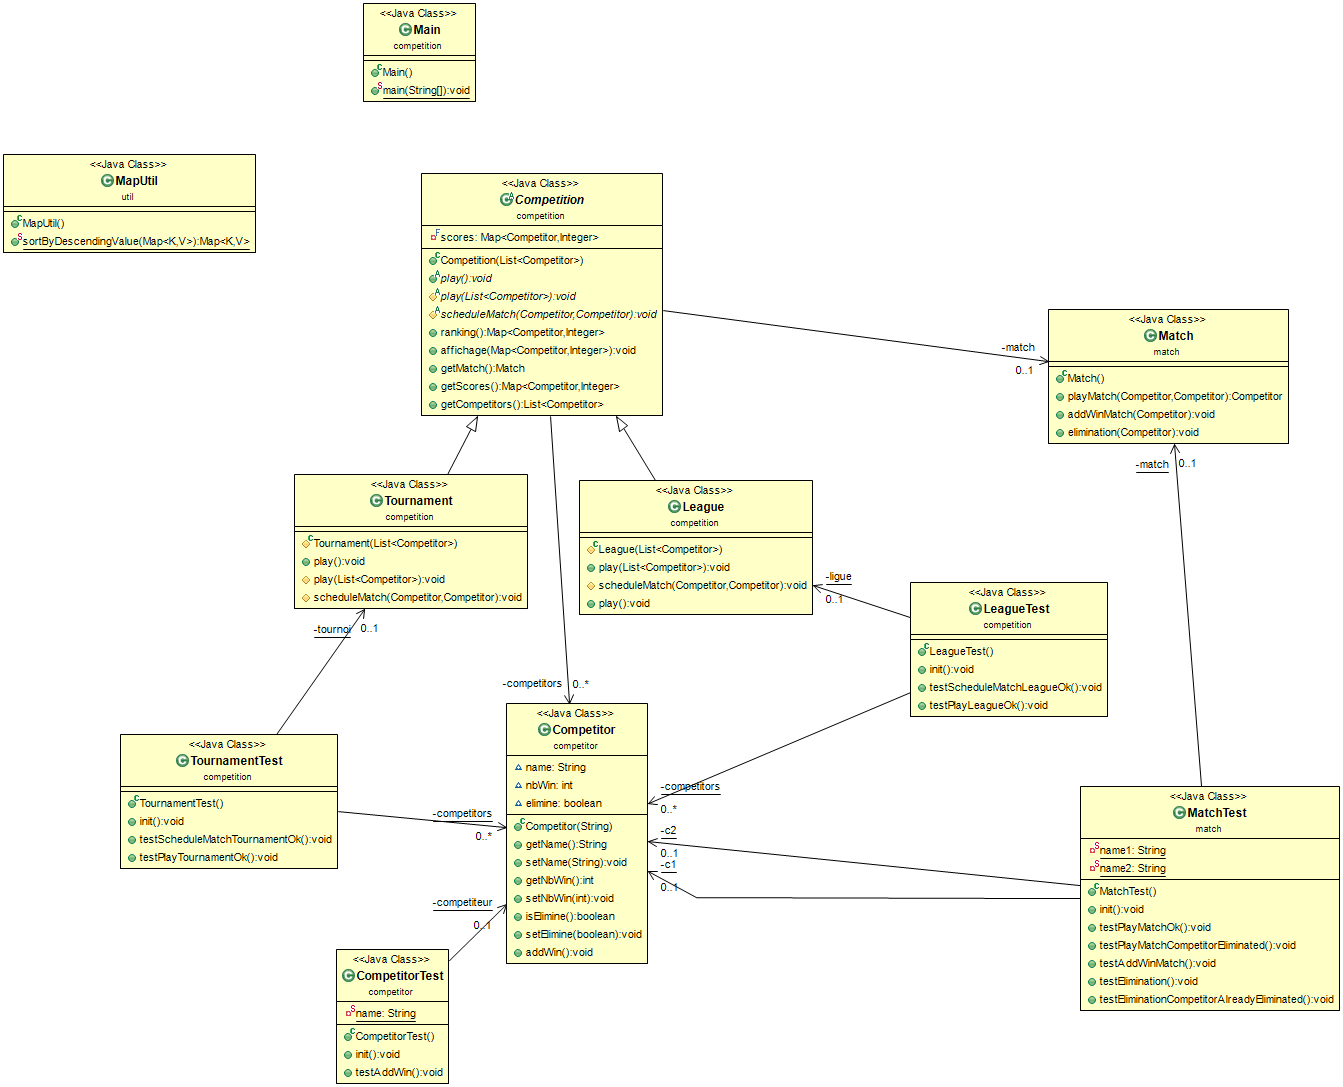 <<Java Class>>
Main
competition
Main()
main(String[]):void
<<Java Class>>
MapUtil
util
MapUtil()
sortByDescendingValue(Map<K,V>):Map<K,V>
<<Java Class>>
Competition
competition
scores: Map<Competitor,Integer>
Competition(List<Competitor>)
play():void
play(List<Competitor>):void
scheduleMatch(Competitor,Competitor):void
ranking():Map<Competitor,Integer>
affichage(Map<Competitor,Integer>):void
getMatch():Match
getScores():Map<Competitor,Integer>
getCompetitors():List<Competitor>
-match
0..1
<<Java Class>>
Match
match
Match()
playMatch(Competitor,Competitor):Competitor
addWinMatch(Competitor):void
elimination(Competitor):void
-match
0..1
<<Java Class>>
Tournament
competition
Tournament(List<Competitor>)
play():void
play(List<Competitor>):void
scheduleMatch(Competitor,Competitor):void
-tournoi
0..1
<<Java Class>>
League
competition
League(List<Competitor>)
play(List<Competitor>):void
scheduleMatch(Competitor,Competitor):void
play():void
-ligue
0..1
<<Java Class>>
LeagueTest
competition
LeagueTest()
init():void
testScheduleMatchLeagueOk():void
testPlayLeagueOk():void
-competitors
0..*
<<Java Class>>
TournamentTest
competition
TournamentTest()
init():void
testScheduleMatchTournamentOk():void
testPlayTournamentOk():void
-competitors
0..*
<<Java Class>>
Competitor
competitor
name: String
nbWin: int
elimine: boolean
Competitor(String)
getName():String
setName(String):void
getNbWin():int
setNbWin(int):void
isElimine():boolean
setElimine(boolean):void
addWin():void
-competitors
0..*
-c2
0..1
-c1
0..1
-competiteur
0..1
<<Java Class>>
CompetitorTest
competitor
name: String
CompetitorTest()
init():void
testAddWin():void
<<Java Class>>
MatchTest
match
name1: String
name2: String
MatchTest()
init():void
testPlayMatchOk():void
testPlayMatchCompetitorEliminated():void
testAddWinMatch():void
testElimination():void
testEliminationCompetitorAlreadyEliminated():void